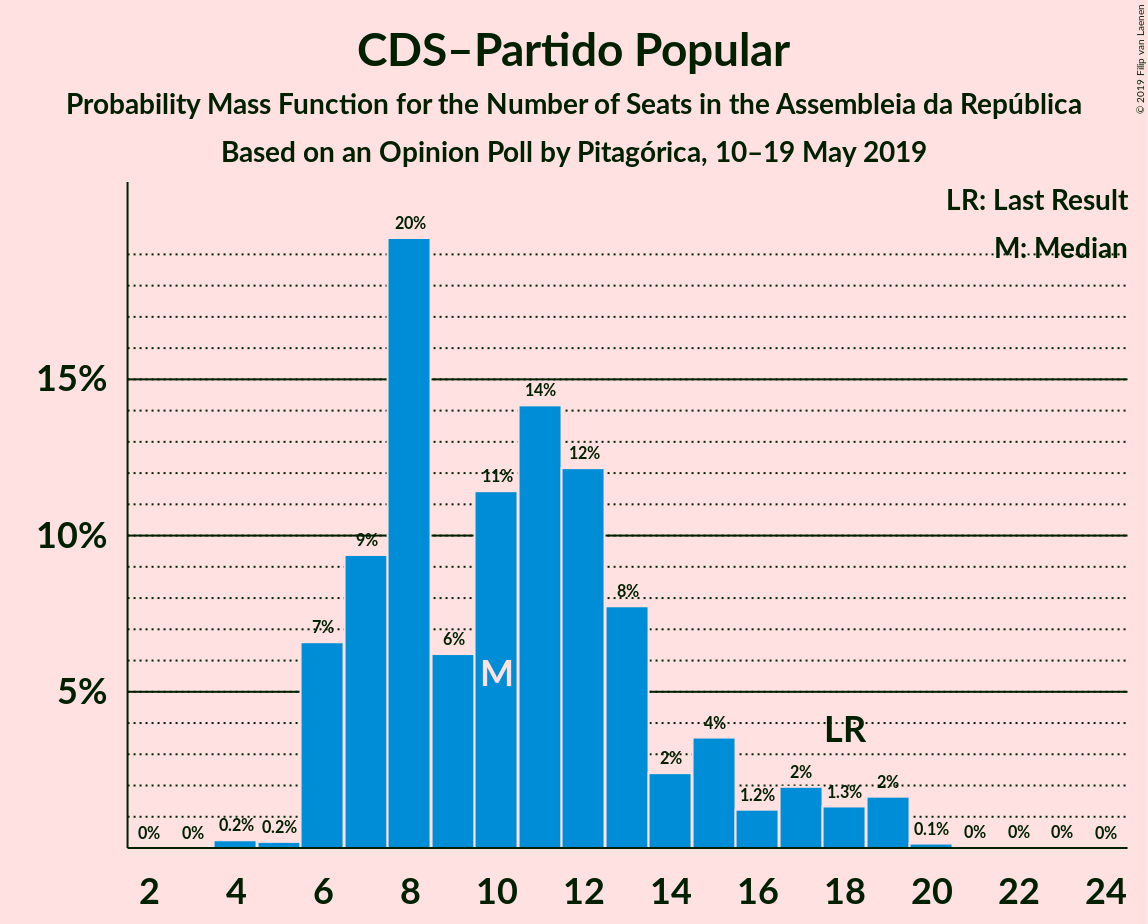 CDS–Partido Popular
Probability Mass Function for the Number of Seats in the Assembleia da República
Based on an Opinion Poll by Pitagórica, 10–19 May 2019
© 2019 Filip van Laenen
LR: Last Result
M: Median
15%
10%
5%
0%
0%
0.2%
0.2%
7%
9%
20%
6%
11%
14%
12%
8%
2%
4%
1.2%
2%
1.3%
2%
0.1%
0%
0%
0%
0%
M
LR
2 4 6 8 10 12 14 16 18 20 22 24